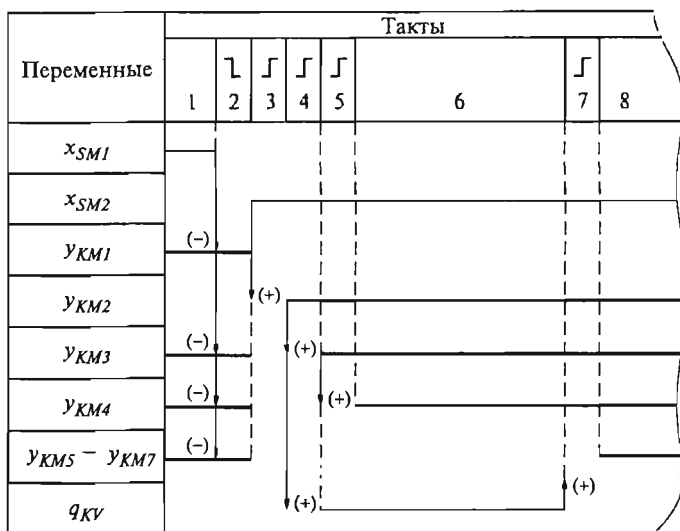 Такты
Переменные
1 2 3 4 5 6 7 8
x_SM1
x_SM2
y_KM1 (−)
(+)
y_KM2
y_KM3 (−) (+)
y_KM4 (−) (+)
y_KM5 − y_KM7 (−)
(+) (+)
q_KV